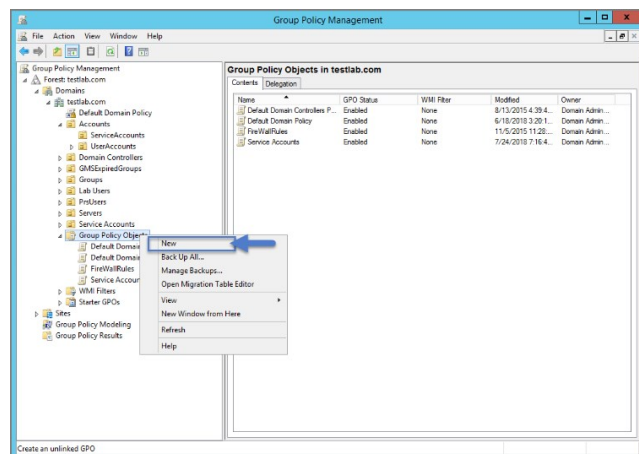 Group Policy Management
File Action View Window Help
Group Policy Management
Forest: testlab.com
Domains
testlab.com
Default Domain Policy
Accounts
ServiceAccounts
UserAccounts
Domain Controllers
GMSExpiredGroups
Groups
Lab Users
PrsUsers
Servers
Service Accounts
Group Policy Objects
Default Domai
Default Domai
FireWallRules
Service Accour
WMI Filters
Starter GPOs
Sites
Group Policy Modeling
Group Policy Results
New
Back Up All...
Manage Backups...
Open Migration Table Editor
View
New Window from Here
Refresh
Help
Group Policy Objects in testlab.com
Contents Delegation
Name GPO Status WMI Filter Modified Owner
Default Domain Controllers P... Enabled None 8/13/2015 4:39:4... Domain Admin...
Default Domain Policy Enabled None 6/18/2018 3:20:1... Domain Admin...
FireWallRules Enabled None 11/5/2015 11:28:... Domain Admin...
Service Accounts Enabled None 7/24/2018 7:16:4... Domain Admin...
Create an unlinked GPO